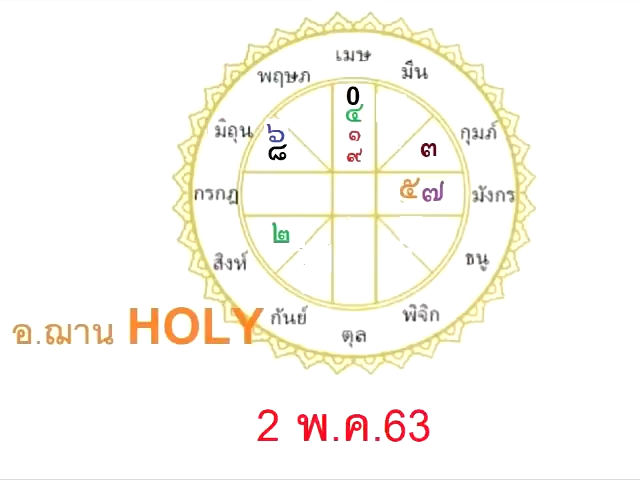 เมษ
พฤษภ
มีน
0
๔
มิถุน
๖
๑
กุมภ์
๘
๙
๓
กรกฎ
๕
๗
มังกร
๒
สิงห์
ธนู
กันย์
พิจิก
ตุล
อ.ฌาน HOLY
2 พ.ค.63